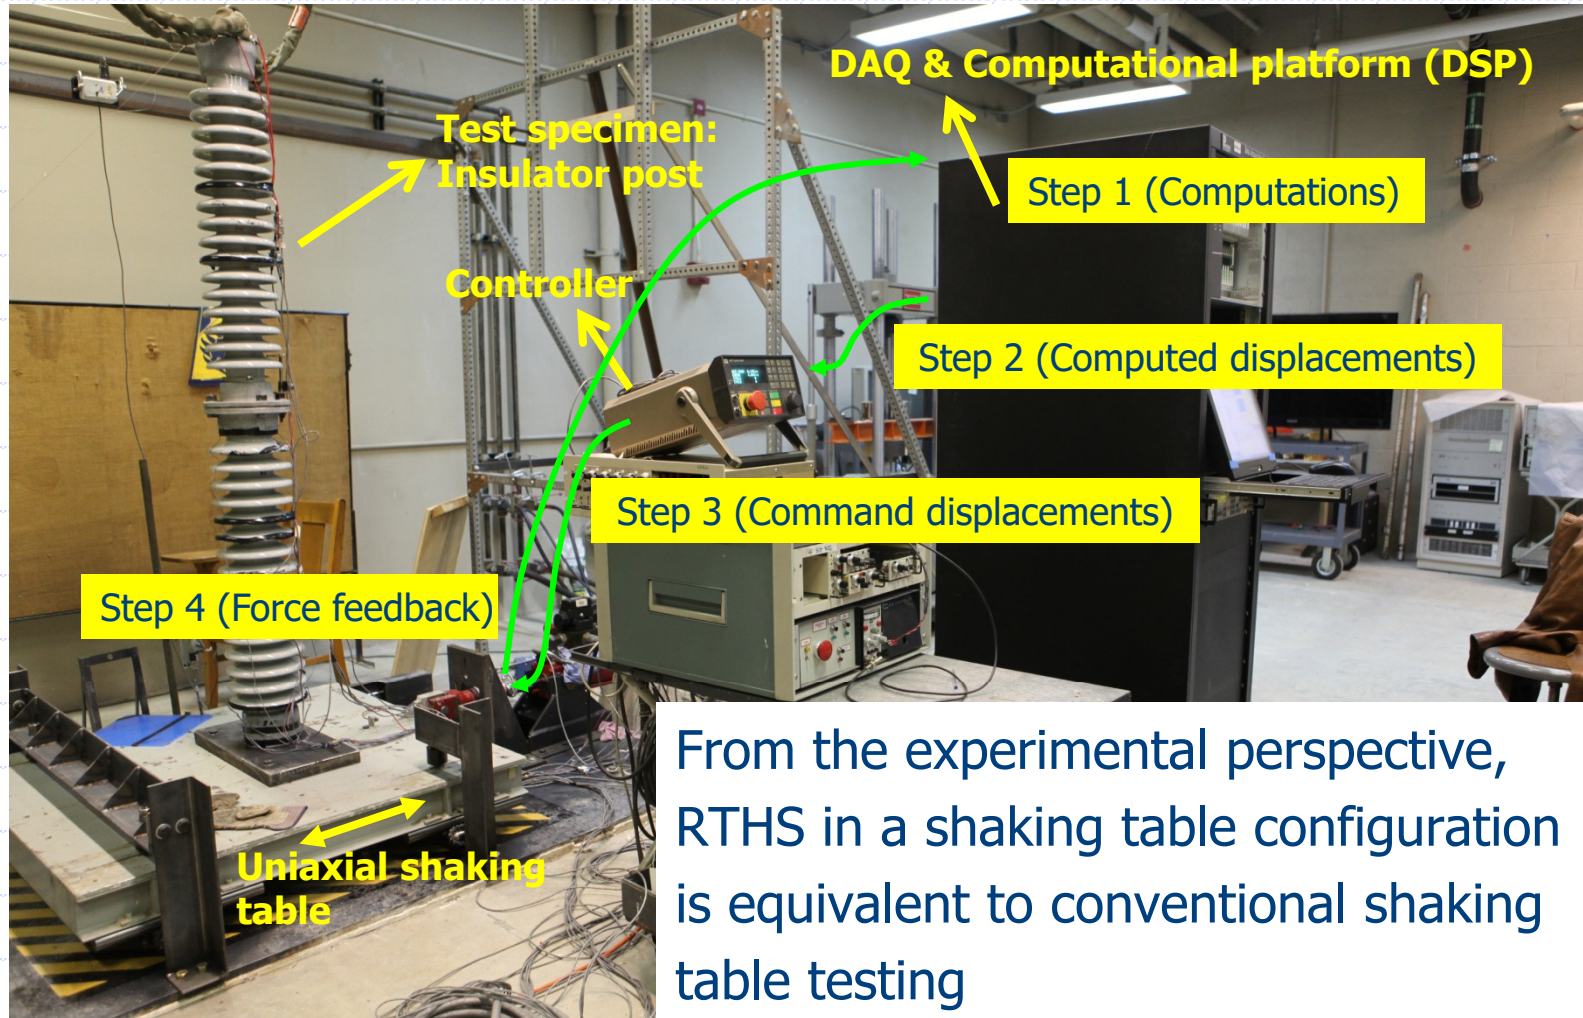 DAQ & Computational platform (DSP)
Test specimen:
Insulator post
Step 1 (Computations)
Controller
Step 2 (Computed displacements)
Step 3 (Command displacements)
Step 4 (Force feedback)
Uniaxial shaking
table
From the experimental perspective,
RTHS in a shaking table configuration
is equivalent to conventional shaking
table testing